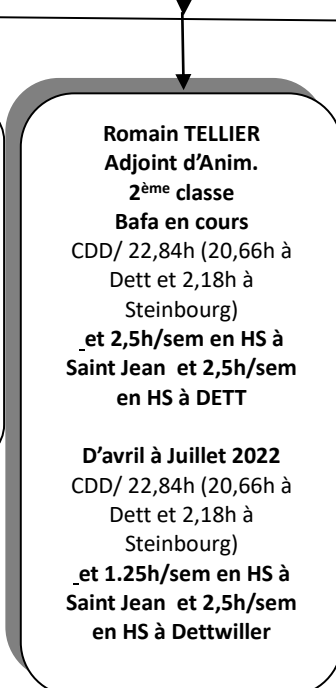 Romain TELLIER
Adjoint d’Anim.
2ème classe
Bafa en cours
CDD/ 22,84h (20,66h à
Dett et 2,18h à
Steinbourg)
_et 2,5h/sem en HS à
Saint Jean et 2,5h/sem
en HS à DETT
D’avril à Juillet 2022
CDD/ 22,84h (20,66h à
Dett et 2,18h à
Steinbourg)
_et 1.25h/sem en HS à
Saint Jean et 2,5h/sem
en HS à Dettwiller